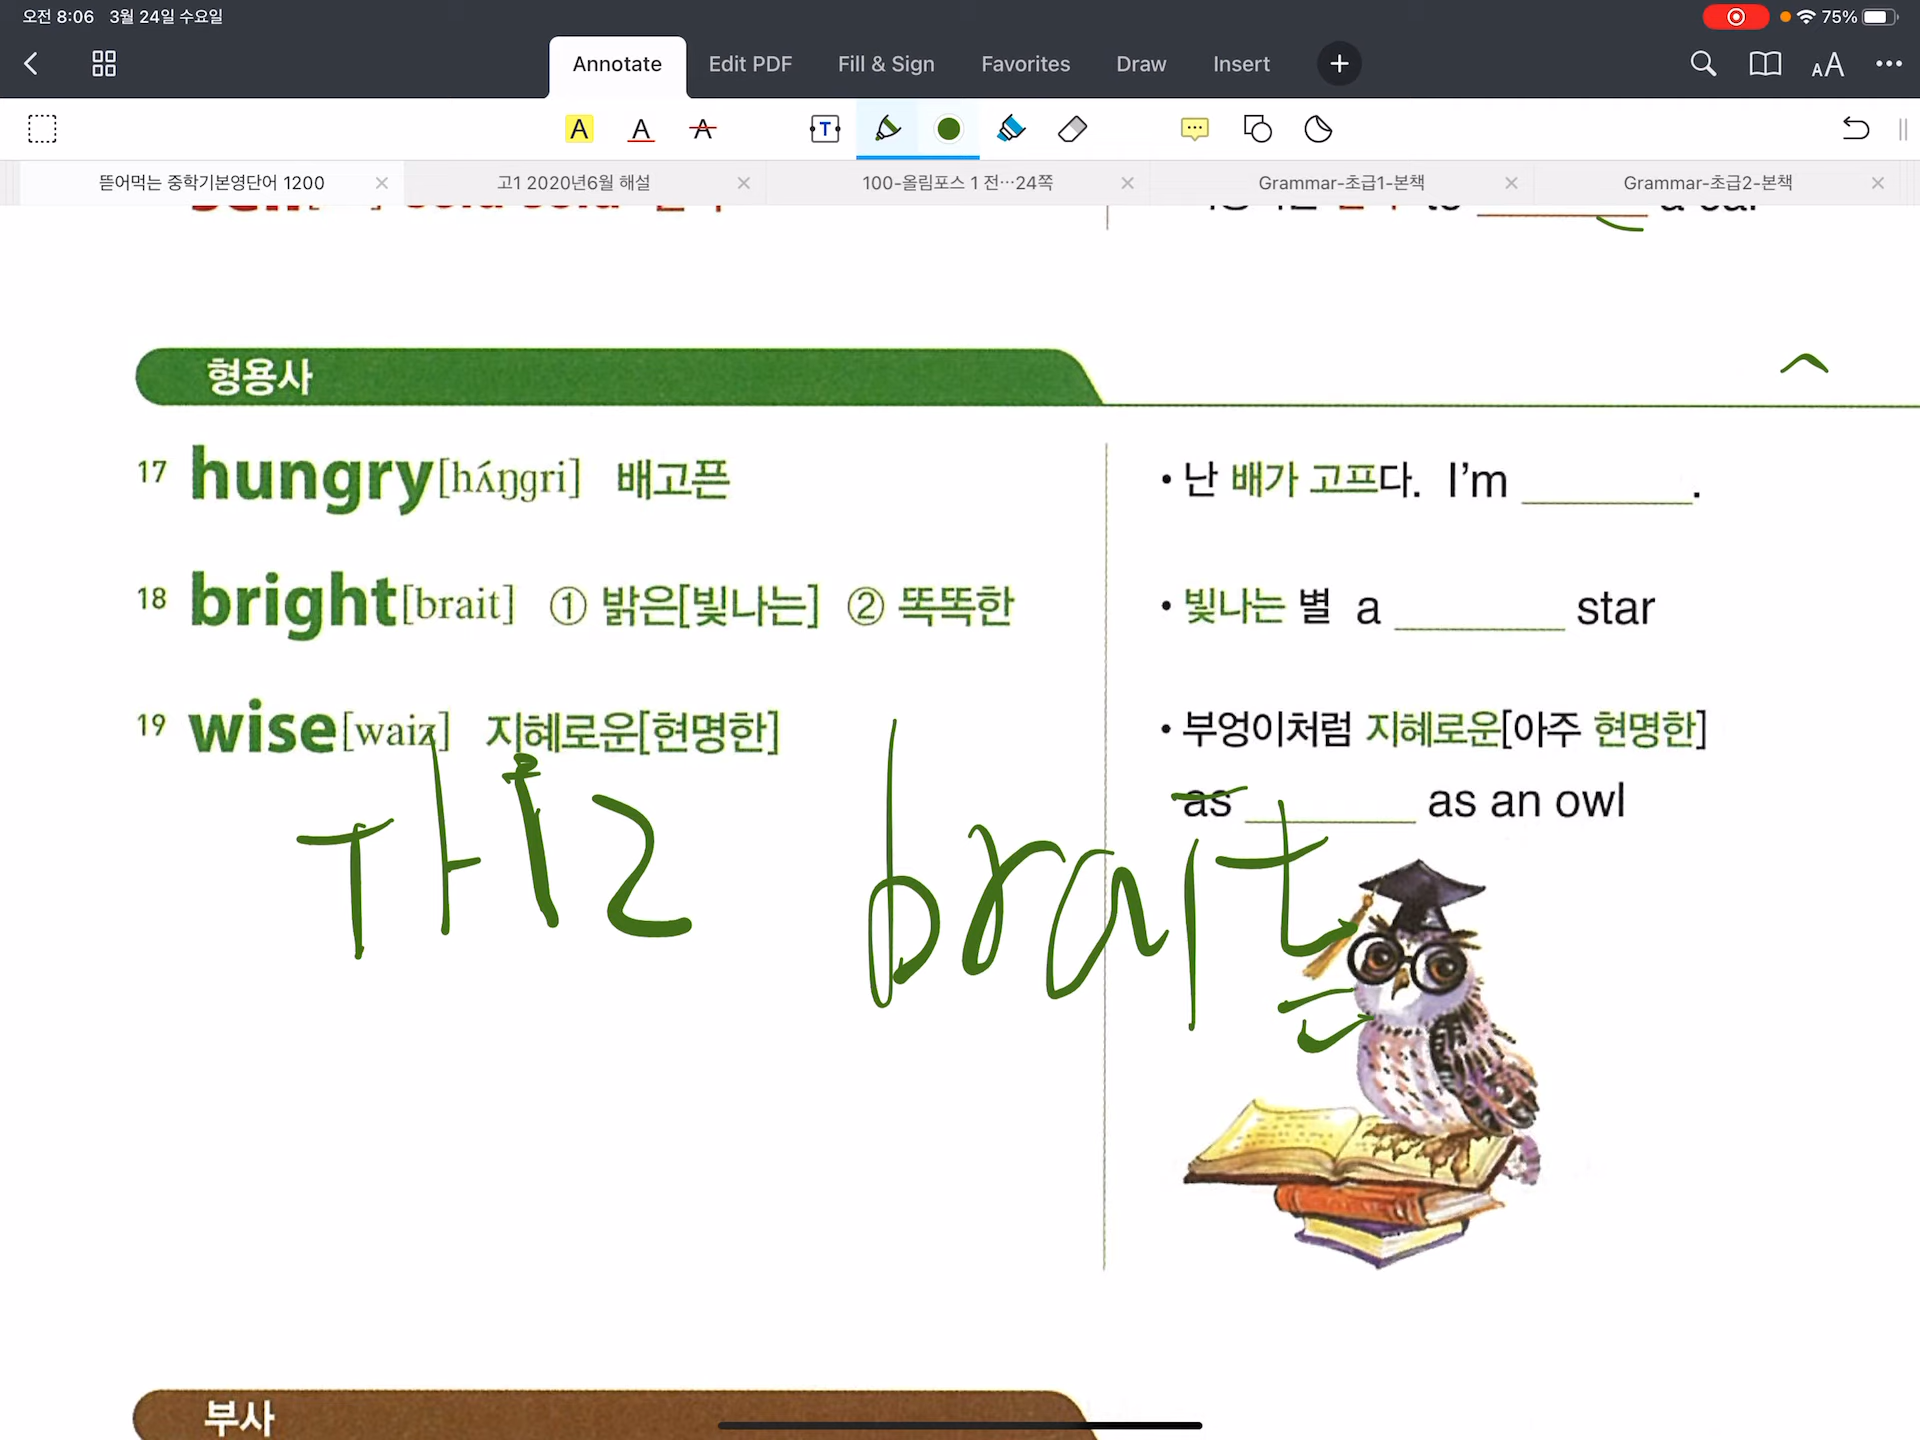 오전 8:06 3월 24일 수요일 75%
Annotate Edit PDF Fill & Sign Favorites Draw Insert
뜯어먹는 중학기본영단어 1200
고1 2020년6월 해설
100-올림포스 1 전…24쪽
Grammar-초급1-본책
Grammar-초급2-본책
형용사
17 hungry[hʌ́ŋgri] 배고픈
• 난 배가 고프다. I'm ________.
18 bright[brait] ① 밝은[빛나는] ② 똑똑한
• 빛나는 별 a ________ star
19 wise[waiz] 지혜로운[현명한]
• 부엉이처럼 지혜로운[아주 현명한]
as ________ as an owl
brait
부사